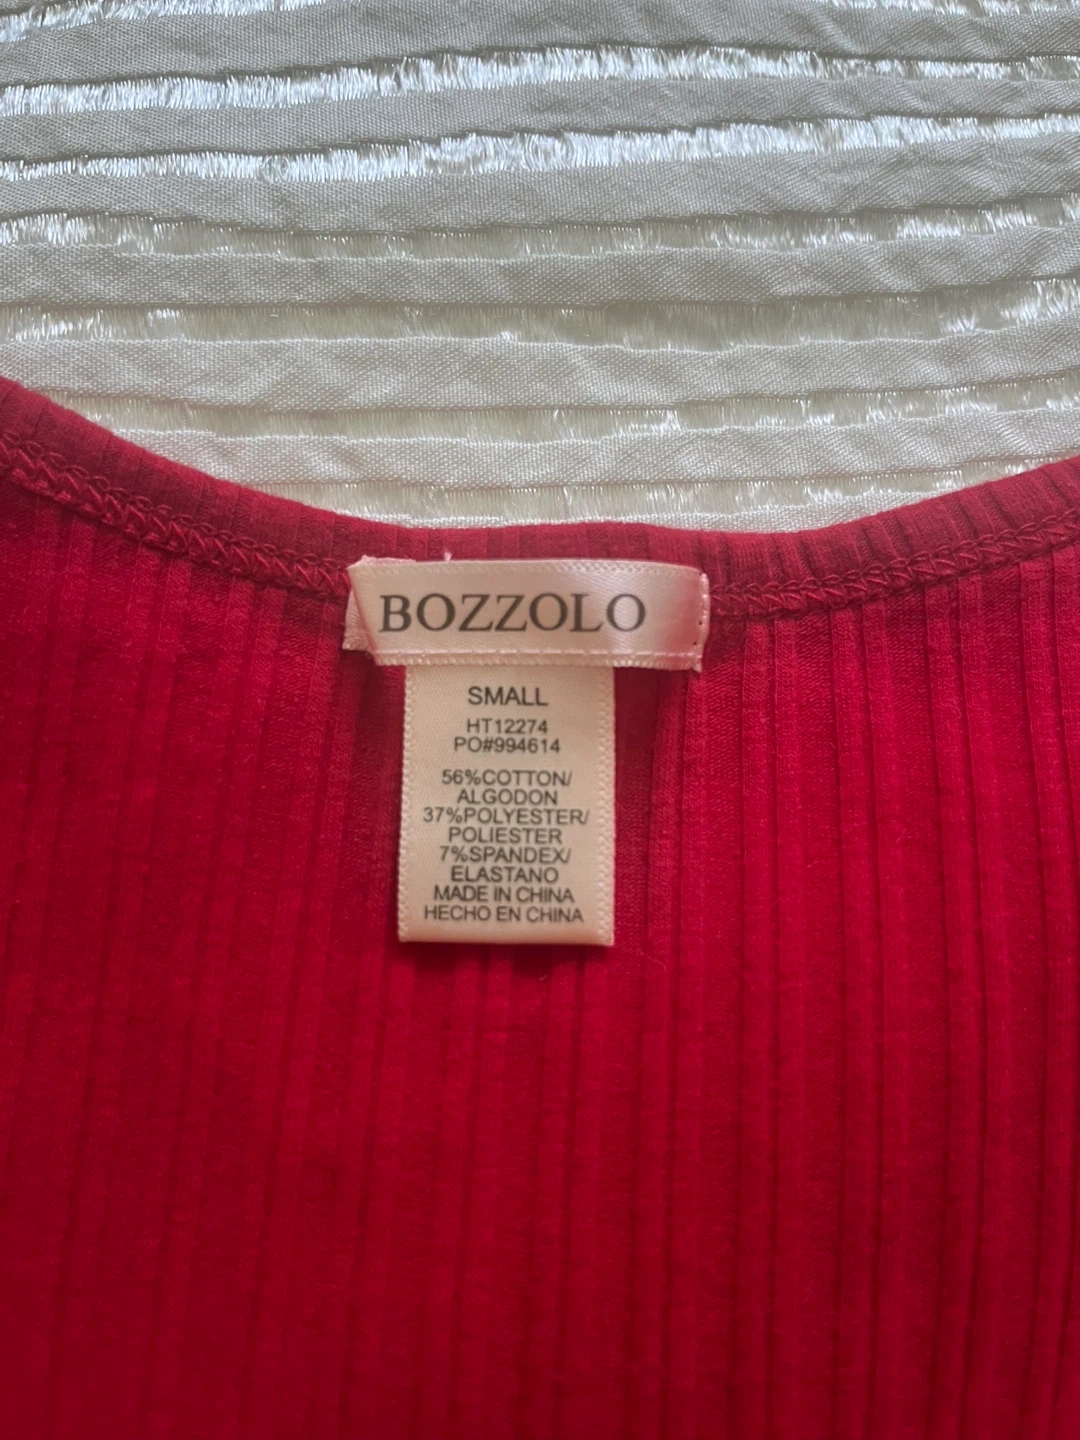 BOZZOLO
SMALL
HT12274
PO#994614
56%COTTON/
ALGODON
37%POLYESTER/
POLIESTER
7%SPANDEX/
ELASTANO
MADE IN CHINA
HECHO EN CHINA